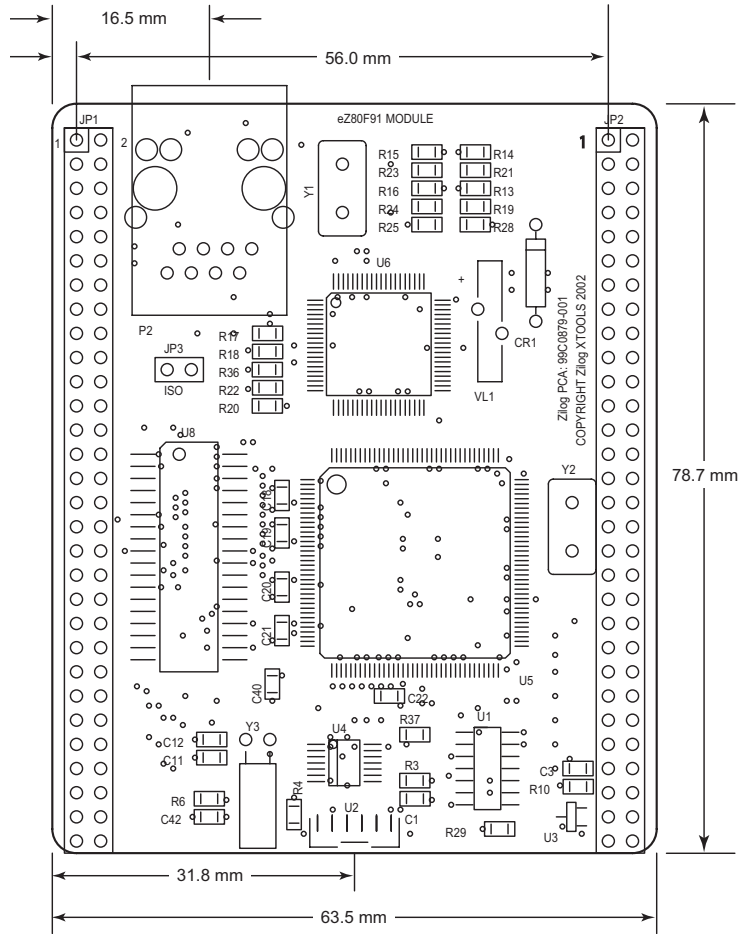 16.5 mm
56.0 mm
eZ80F91 MODULE
JP1
JP2
1
2
1
Y1
R15
R14
R23
R21
R16
R13
R24
R19
R25
R28
U6
+
P2
JP3
ISO
R17
R18
R36
R22
R20
CR1
VL1
Zilog PCA: 99C0879-001
COPYRIGHT Zilog XTOOLS 2002
U8
Y2
78.7 mm
C18
C19
C20
C21
C40
C22
U5
Y3
C12
C11
U4
R37
U1
R3
C3
R10
R6
C42
R4
U2
C1
R29
U3
31.8 mm
63.5 mm